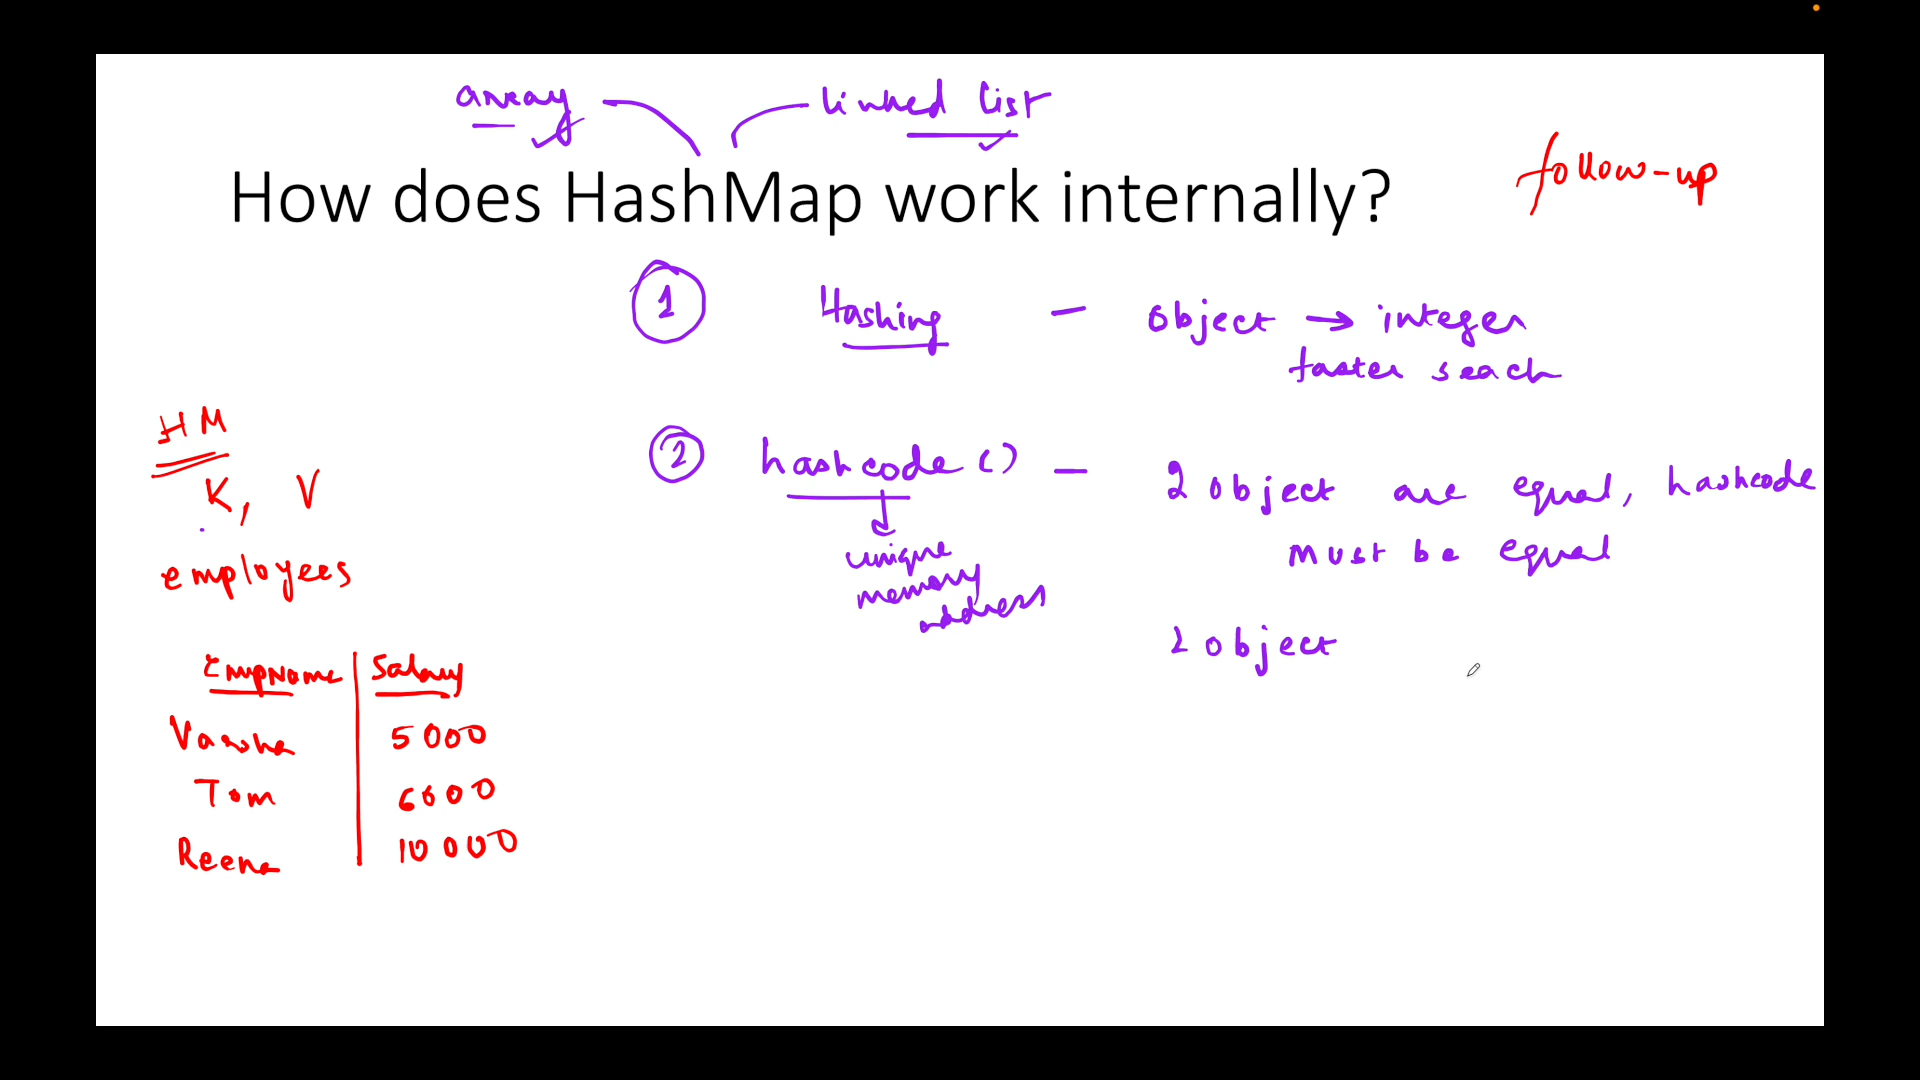 array linked list
How does HashMap work internally?
follow-up
1 Hashing - object → integer
faster seach
2 hashcode () - 2 object are equal, hashcode
must be equal
unique
memory
address
2 object
HM
K, V
employees
EmpName Salary
Varsha 5000
Tom 6000
Reena 10000